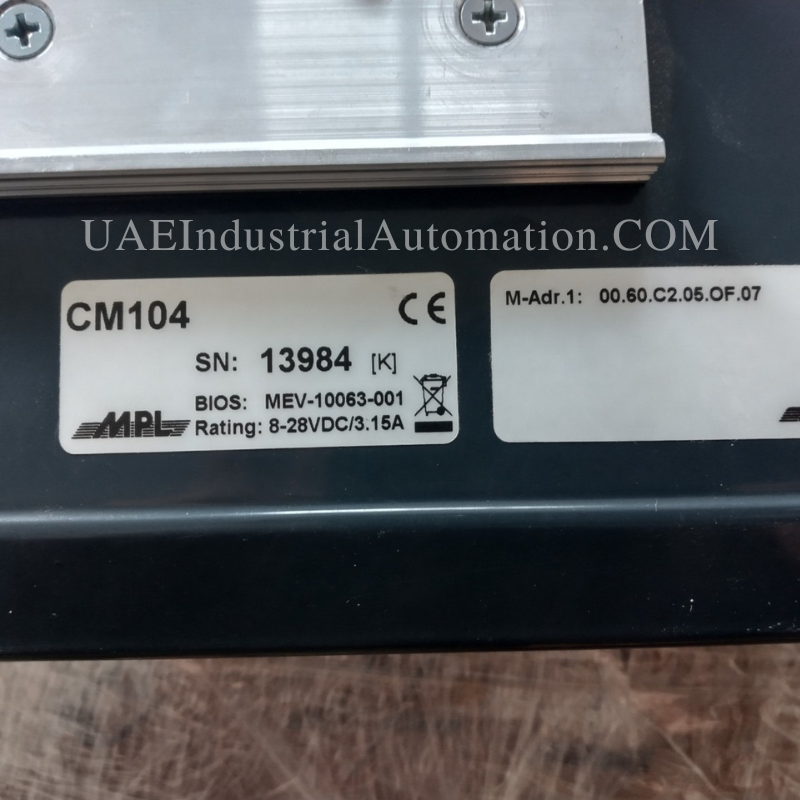 UAEIndustrialAutomation.COM
CM104
CE
SN: 13984 [K]
BIOS: MEV-10063-001
MPL
Rating: 8-28VDC/3.15A
M-Adr.1: 00.60.C2.05.0F.07